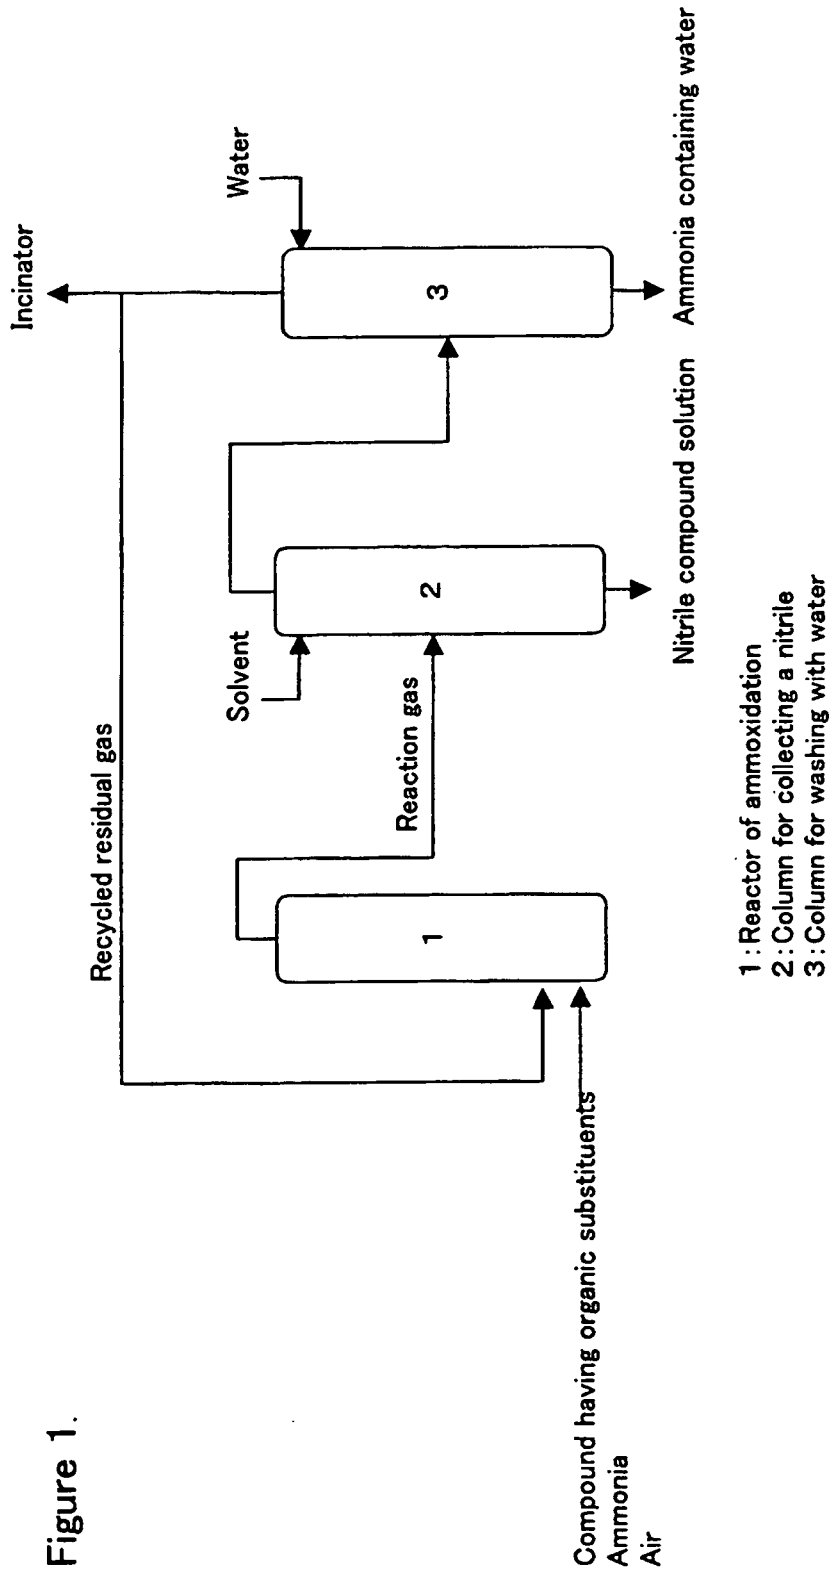 Figure 1.
Incinator
Recycled residual gas
Water
Solvent
Reaction gas
1
2
3
Compound having organic substituents
Ammonia
Air
Nitrile compound solution
Ammonia containing water
1:Reactor of ammoxidation
2:Column for collecting a nitrile
3:Column for washing with water